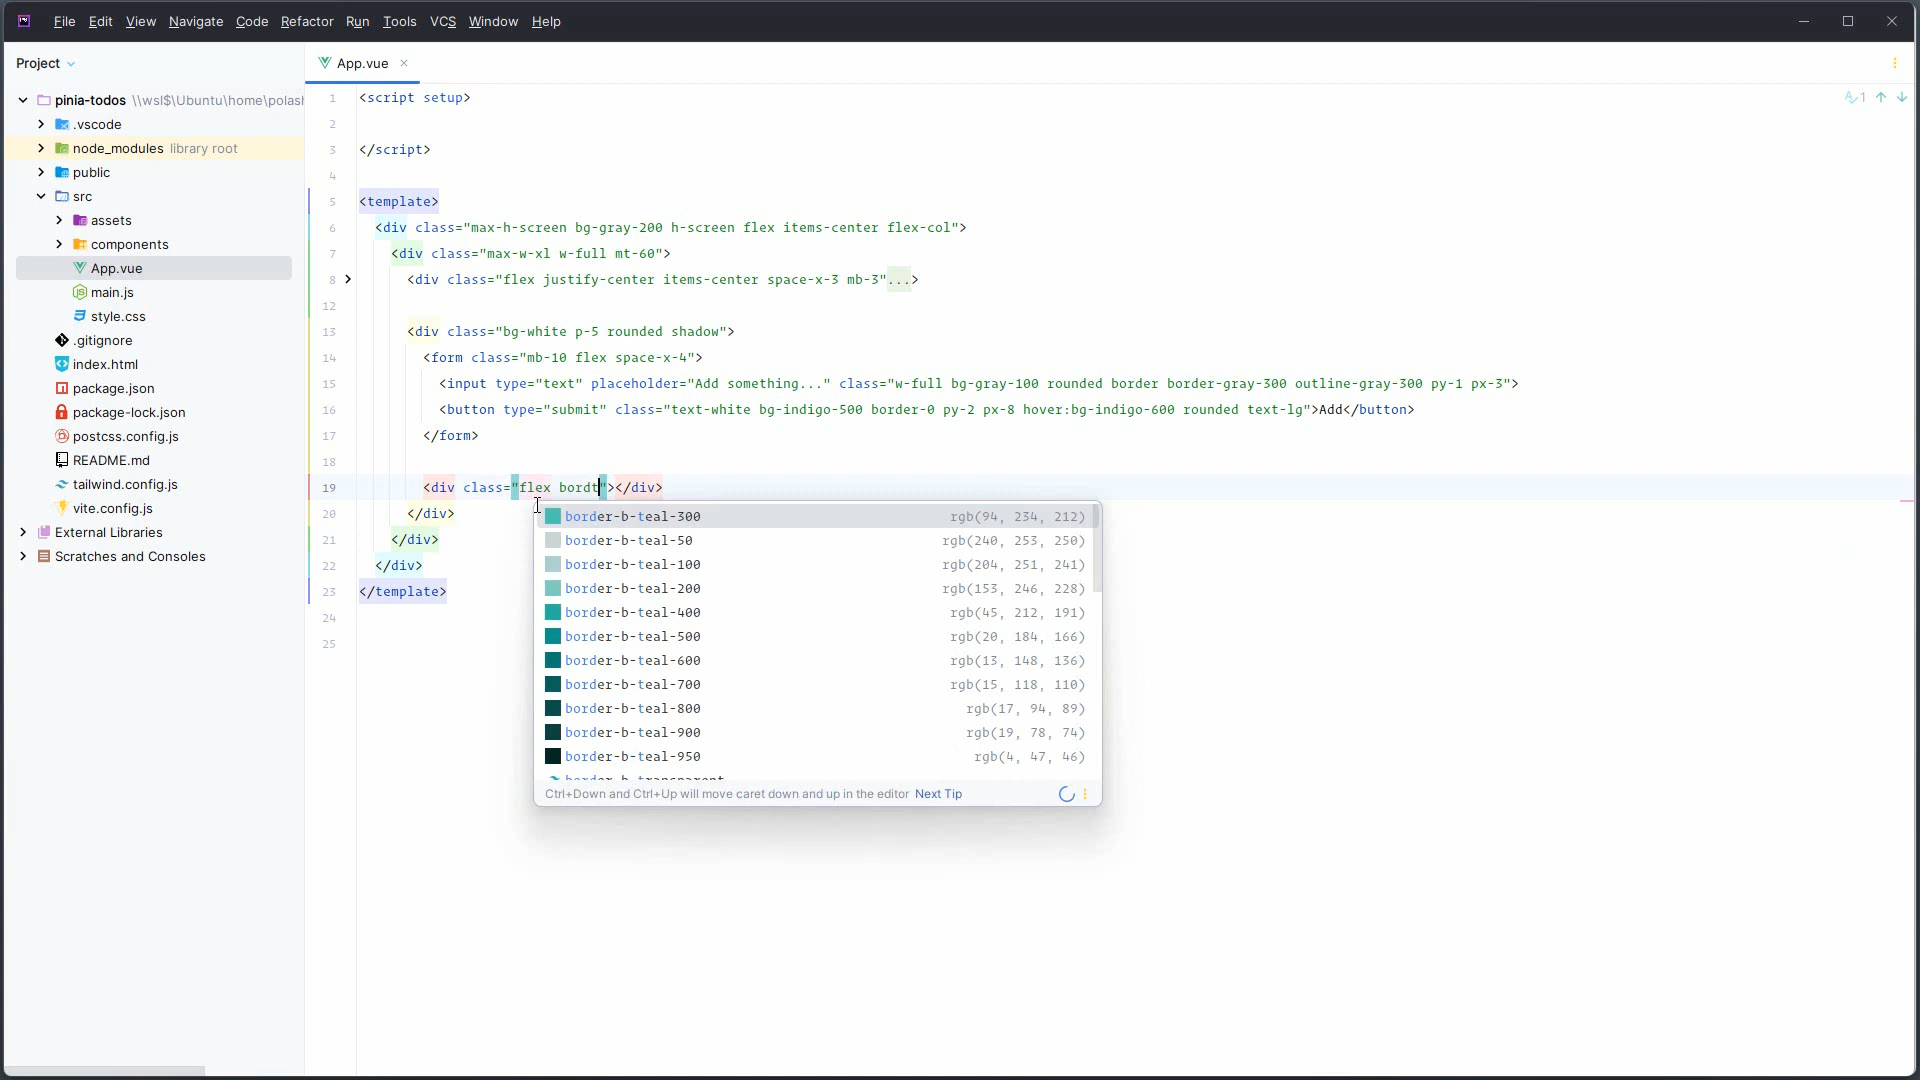 File Edit View Navigate Code Refactor Run Tools VCS Window Help
Project
App.vue
pinia-todos \\wsl$\Ubuntu\home\polas
.vscode
node_modules library root
public
src
assets
components
App.vue
main.js
style.css
.gitignore
index.html
package.json
package-lock.json
postcss.config.js
README.md
tailwind.config.js
vite.config.js
External Libraries
Scratches and Consoles
1 <script setup>
2
3 </script>
4
5 <template>
6 <div class="max-h-screen bg-gray-200 h-screen flex items-center flex-col">
7 <div class="max-w-xl w-full mt-60">
8 <div class="flex justify-center items-center space-x-3 mb-3"...>
12
13 <div class="bg-white p-5 rounded shadow">
14 <form class="mb-10 flex space-x-4">
15 <input type="text" placeholder="Add something..." class="w-full bg-gray-100 rounded border border-gray-300 outline-gray-300 py-1 px-3">
16 <button type="submit" class="text-white bg-indigo-500 border-0 py-2 px-8 hover:bg-indigo-600 rounded text-lg">Add</button>
17 </form>
18
19 <div class="flex bordt"></div>
20 </div>
21 </div>
22 </div>
23 </template>
24
25
1
border-b-teal-300 rgb(94, 234, 212)
border-b-teal-50 rgb(240, 253, 250)
border-b-teal-100 rgb(204, 251, 241)
border-b-teal-200 rgb(153, 246, 228)
border-b-teal-400 rgb(45, 212, 191)
border-b-teal-500 rgb(20, 184, 166)
border-b-teal-600 rgb(13, 148, 136)
border-b-teal-700 rgb(15, 118, 110)
border-b-teal-800 rgb(17, 94, 89)
border-b-teal-900 rgb(19, 78, 74)
border-b-teal-950 rgb(4, 47, 46)
border-b-transparent
Ctrl+Down and Ctrl+Up will move caret down and up in the editor Next Tip